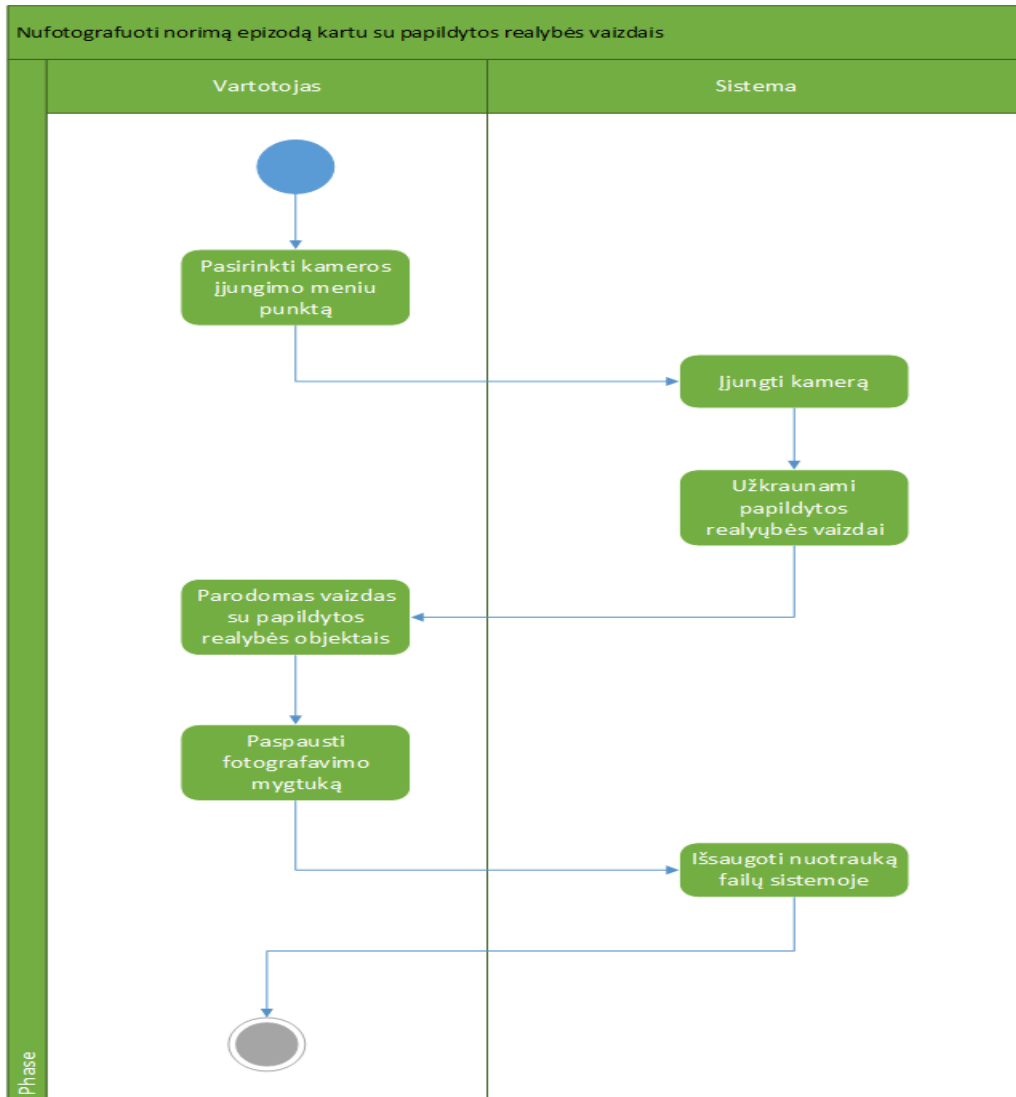 Nufotografuoti norimą epizodą kartu su papildytos realybės vaizdais
Vartotojas
Sistema
Pasirinkti kameros
įjungimo meniu
punktą
Įjungti kamerą
Užkraunami
papildytos
realyųbės vaizdai
Parodomas vaizdas
su papildytos
realybės objektais
Paspausti
fotografavimo
mygtuką
Išsaugoti nuotrauką
failų sistemoje
Phase